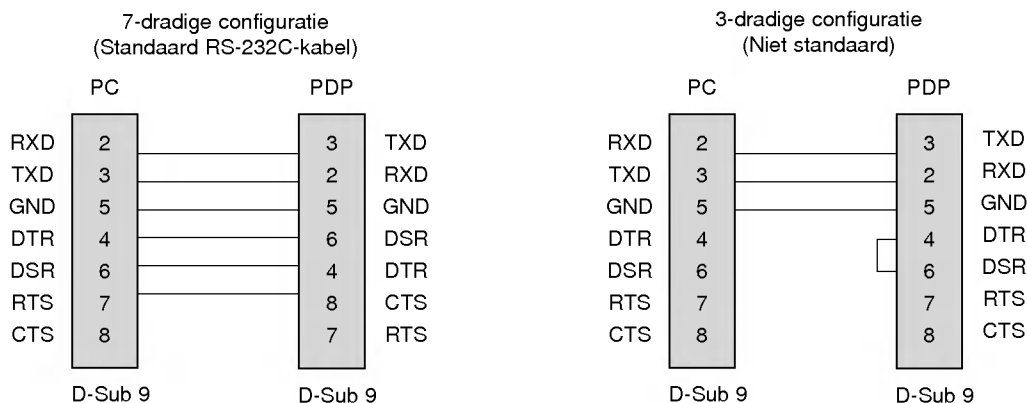 7-dradige configuratie
(Standaard RS-232C-kabel)
PC PDP
RXD 2 3 TXD
TXD 3 2 RXD
GND 5 5 GND
DTR 4 6 DSR
DSR 6 4 DTR
RTS 7 8 CTS
CTS 8 7 RTS
D-Sub 9 D-Sub 9
3-dradige configuratie
(Niet standaard)
PC PDP
RXD 2 3 TXD
TXD 3 2 RXD
GND 5 5 GND
DTR 4 4 DTR
DSR 6 6 DSR
RTS 7 7 RTS
CTS 8 8 CTS
D-Sub 9 D-Sub 9